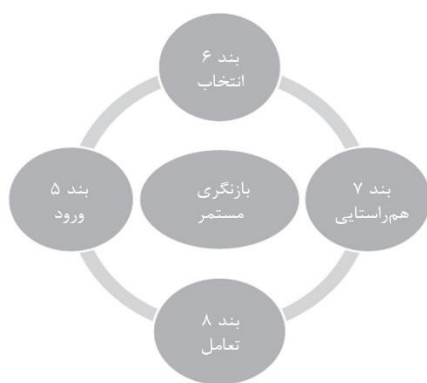 بند ۶
انتخاب
بند ۷
هم‌راستایی
بازنگری
مستمر
بند ۵
ورود
بند ۸
تعامل